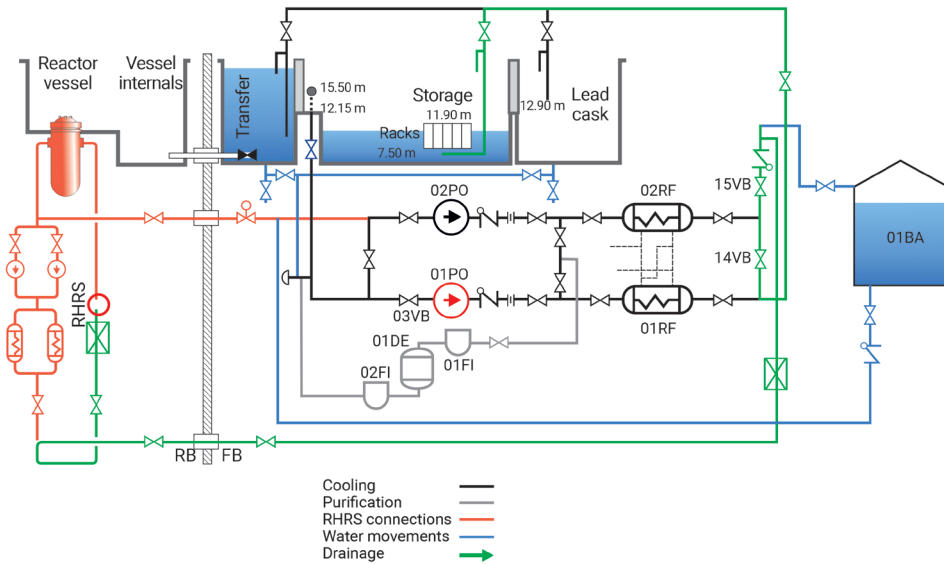 Reactor
vessel
Vessel
internals
Transfer
15.50 m
12.15 m
Storage
11.90 m
Racks
7.50 m
12.90 m
Lead
cask
02PO
02RF
15VB
01BA
14VB
01PO
03VB
01RF
RHRS
01DE
01FI
02FI
RB FB
Cooling
Purification
RHRS connections
Water movements
Drainage